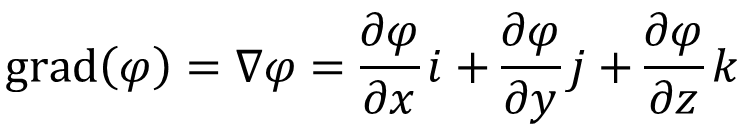 grad(φ) = ∇φ = ∂φ/∂x i + ∂φ/∂y j + ∂φ/∂z k